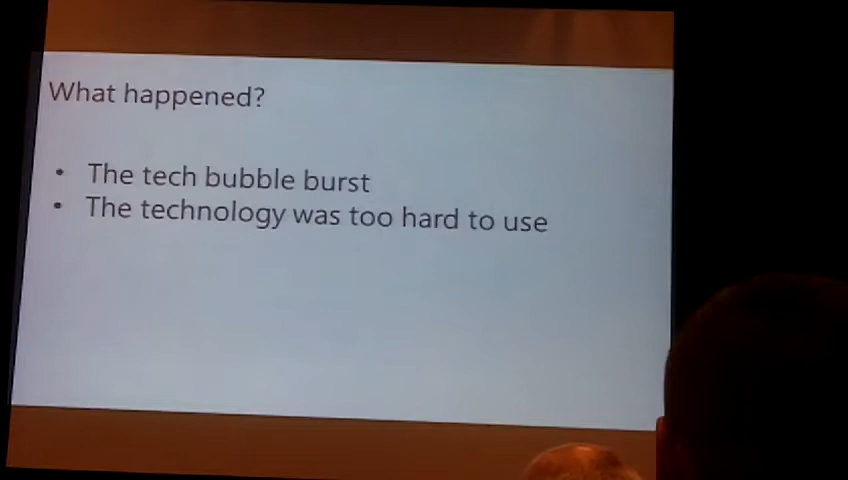 What happened?
• The tech bubble burst
• The technology was too hard to use